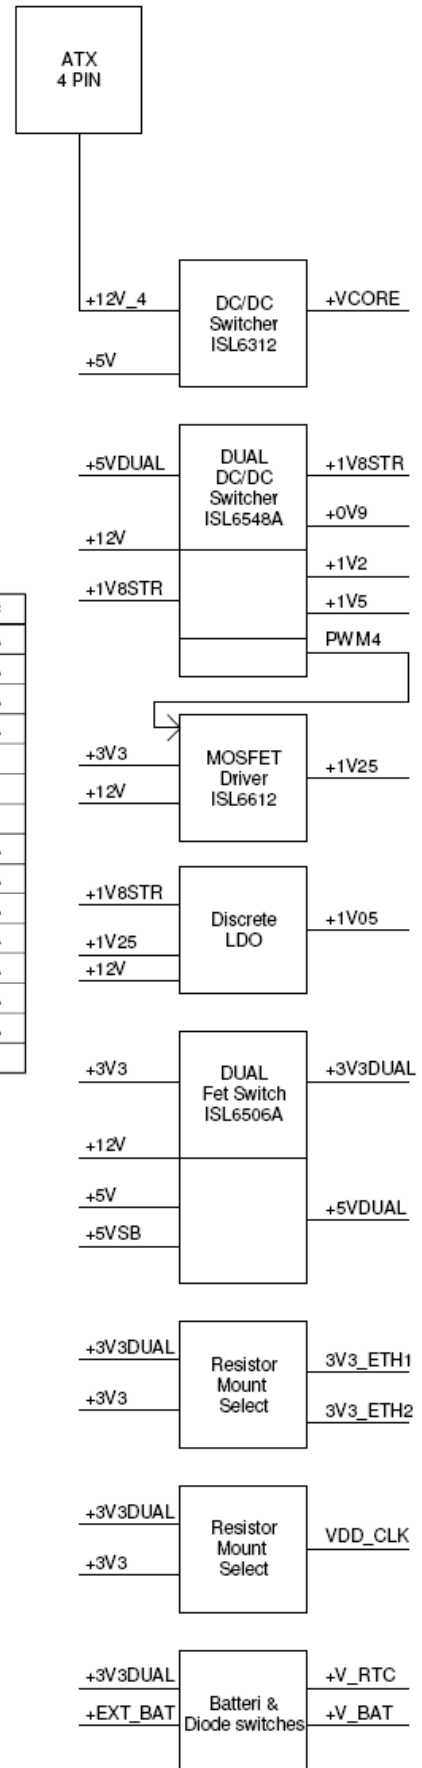 ATX
4 PIN
+12V_4
DC/DC
Switcher
ISL6312
+VCORE
+5V
+5VDUAL
DUAL
DC/DC
Switcher
ISL6548A
+1V8STR
+0V9
+12V
+1V2
+1V8STR
+1V5
PWM4
+3V3
MOSFET
Driver
ISL6612
+1V25
+12V
+1V8STR
Discrete
LDO
+1V05
+1V25
+12V
+3V3
DUAL
Fet Switch
ISL6506A
+3V3DUAL
+12V
+5V
+5VDUAL
+5VSB
+3V3DUAL
Resistor
Mount
Select
3V3_ETH1
+3V3
3V3_ETH2
+3V3DUAL
Resistor
Mount
Select
VDD_CLK
+3V3
+3V3DUAL
Batteri &
Diode switches
+V_RTC
+EXT_BAT
+V_BAT